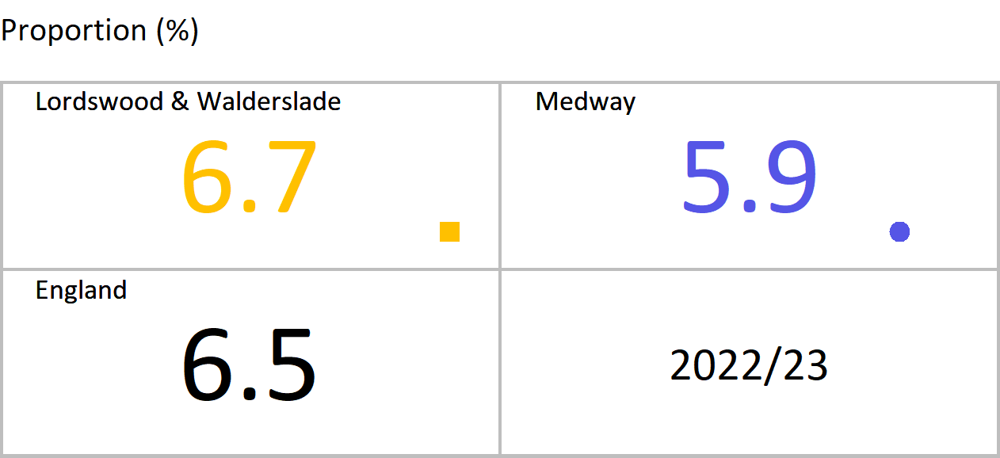 Proportion (%)
Lordswood & Walderslade
6.7
Medway
5.9
England
6.5
2022/23